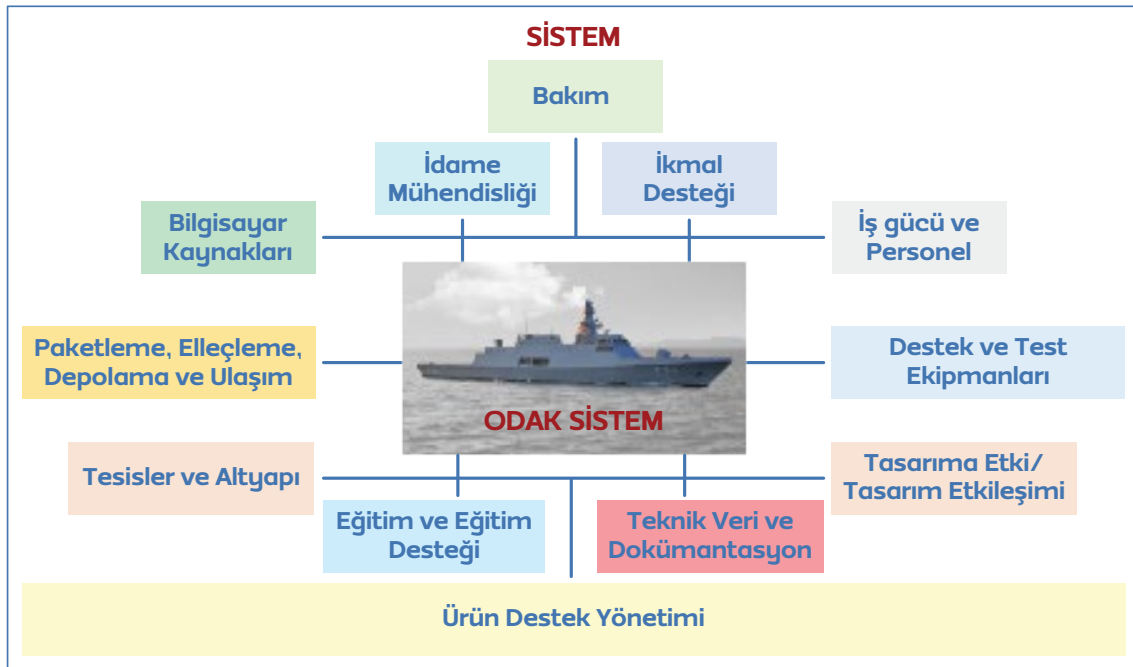 SİSTEM
Bakım
İdame
Mühendisliği
İkmal
Desteği
Bilgisayar
Kaynakları
İş gücü ve
Personel
Paketleme, Elleçleme,
Depolama ve Ulaşım
Destek ve Test
Ekipmanları
ODAK SİSTEM
Tesisler ve Altyapı
Tasarıma Etki/
Tasarım Etkileşimi
Eğitim ve Eğitim
Desteği
Teknik Veri ve
Dokümantasyon
Ürün Destek Yönetimi